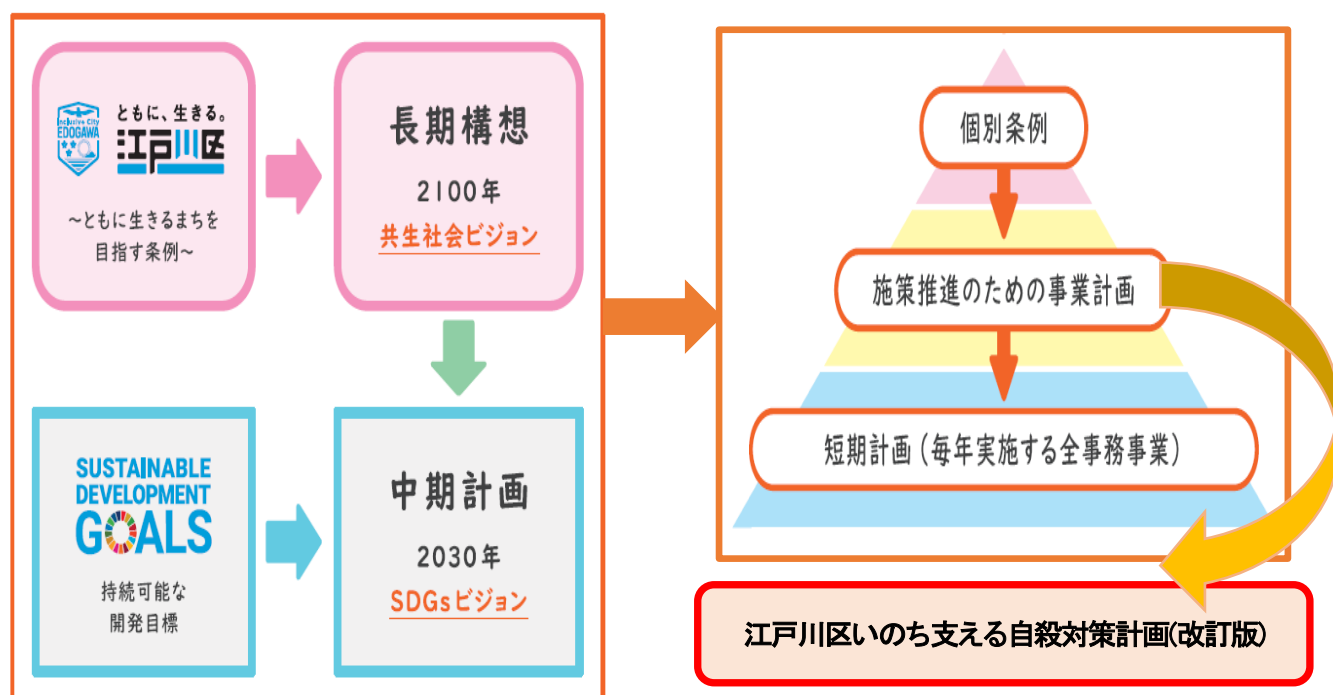 Inclusive City
EDOGAWA
ともに、生きる。
江戸川区
～ともに生きるまちを
目指す条例～
長期構想
2100年
共生社会ビジョン
SUSTAINABLE
DEVELOPMENT
GOALS
持続可能な
開発目標
中期計画
2030年
SDGsビジョン
個別条例
施策推進のための事業計画
短期計画(毎年実施する全事務事業)
江戸川区いのち支える自殺対策計画(改訂版)